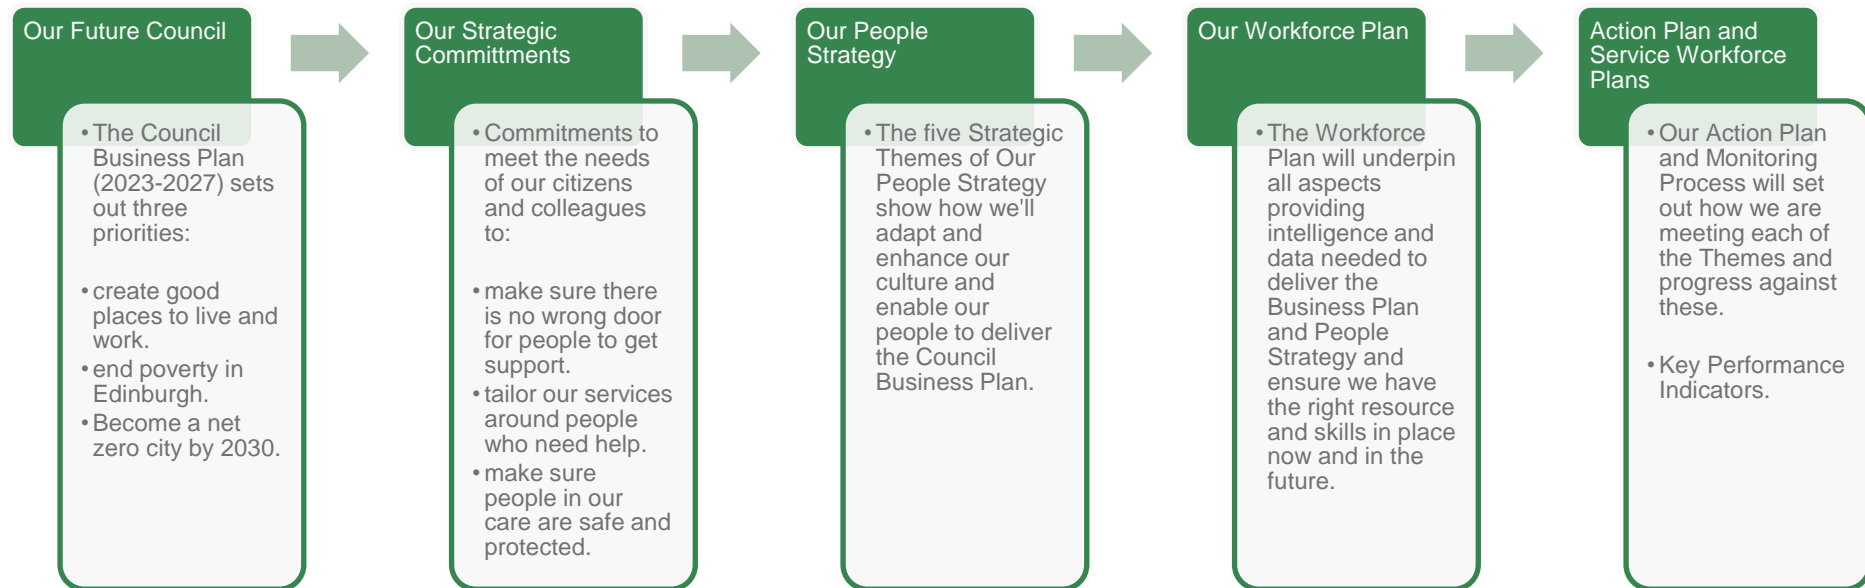 Our Future Council
• The Council
Business Plan
(2023-2027) sets
out three
priorities:
• create good
places to live and
work.
• end poverty in
Edinburgh.
• Become a net
zero city by 2030.
Our Strategic
Committments
• Commitments to
meet the needs
of our citizens
and colleagues
to:
• make sure there
is no wrong door
for people to get
support.
• tailor our services
around people
who need help.
• make sure
people in our
care are safe and
protected.
Our People
Strategy
• The five Strategic
Themes of Our
People Strategy
show how we'll
adapt and
enhance our
culture and
enable our
people to deliver
the Council
Business Plan.
Our Workforce Plan
• The Workforce
Plan will underpin
all aspects
providing
intelligence and
data needed to
deliver the
Business Plan
and People
Strategy and
ensure we have
the right resource
and skills in place
now and in the
future.
Action Plan and
Service Workforce
Plans
• Our Action Plan
and Monitoring
Process will set
out how we are
meeting each of
the Themes and
progress against
these.
• Key Performance
Indicators.